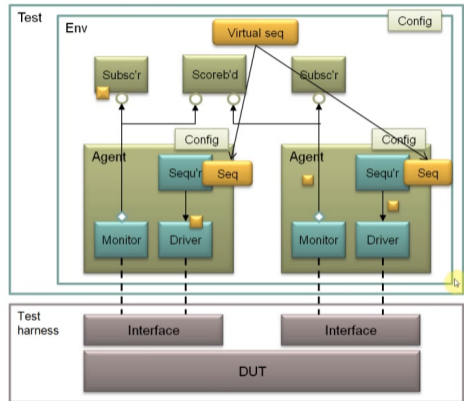 Test
Config
Env
Virtual seq
Subsc'r
Scoreb'd
Subsc'r
Config
Config
Agent
Agent
Sequ'r
Seq
Sequ'r
Seq
Monitor
Driver
Monitor
Driver
Test
harness
Interface
Interface
DUT